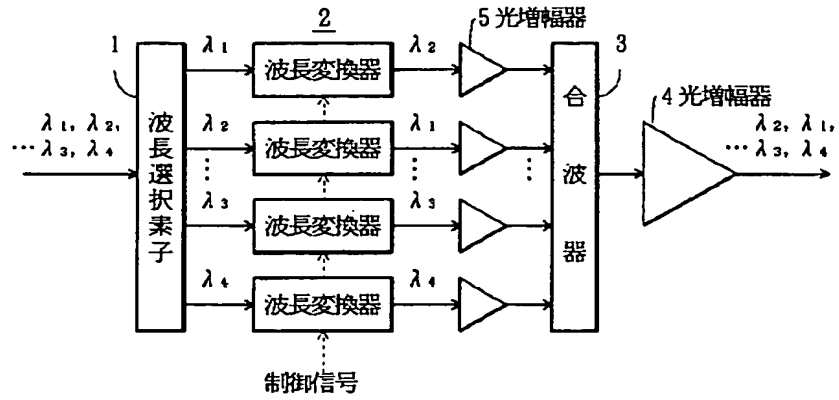 1
λ1, λ2,
… λ3, λ4
波長選択素子
2
λ1
波長変換器
λ2
λ2
波長変換器
λ1
λ3
波長変換器
λ3
λ4
波長変換器
λ4
制御信号
5 光増幅器
合波器
3
4 光増幅器
λ2, λ1,
… λ3, λ4